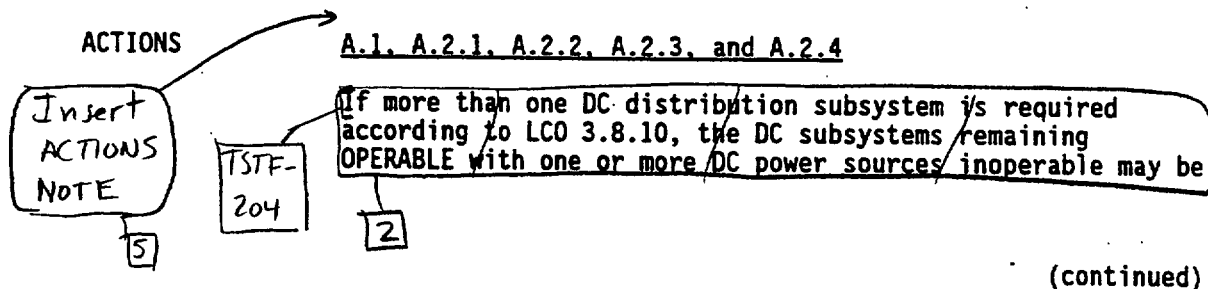 ACTIONS
A.1, A.2.1, A.2.2, A.2.3, and A.2.4
Insert
ACTIONS
NOTE
5
TSTF-
204
If more than one DC distribution subsystem is required
according to LCO 3.8.10, the DC subsystems remaining
OPERABLE with one or more DC power sources inoperable may be
2
(continued)